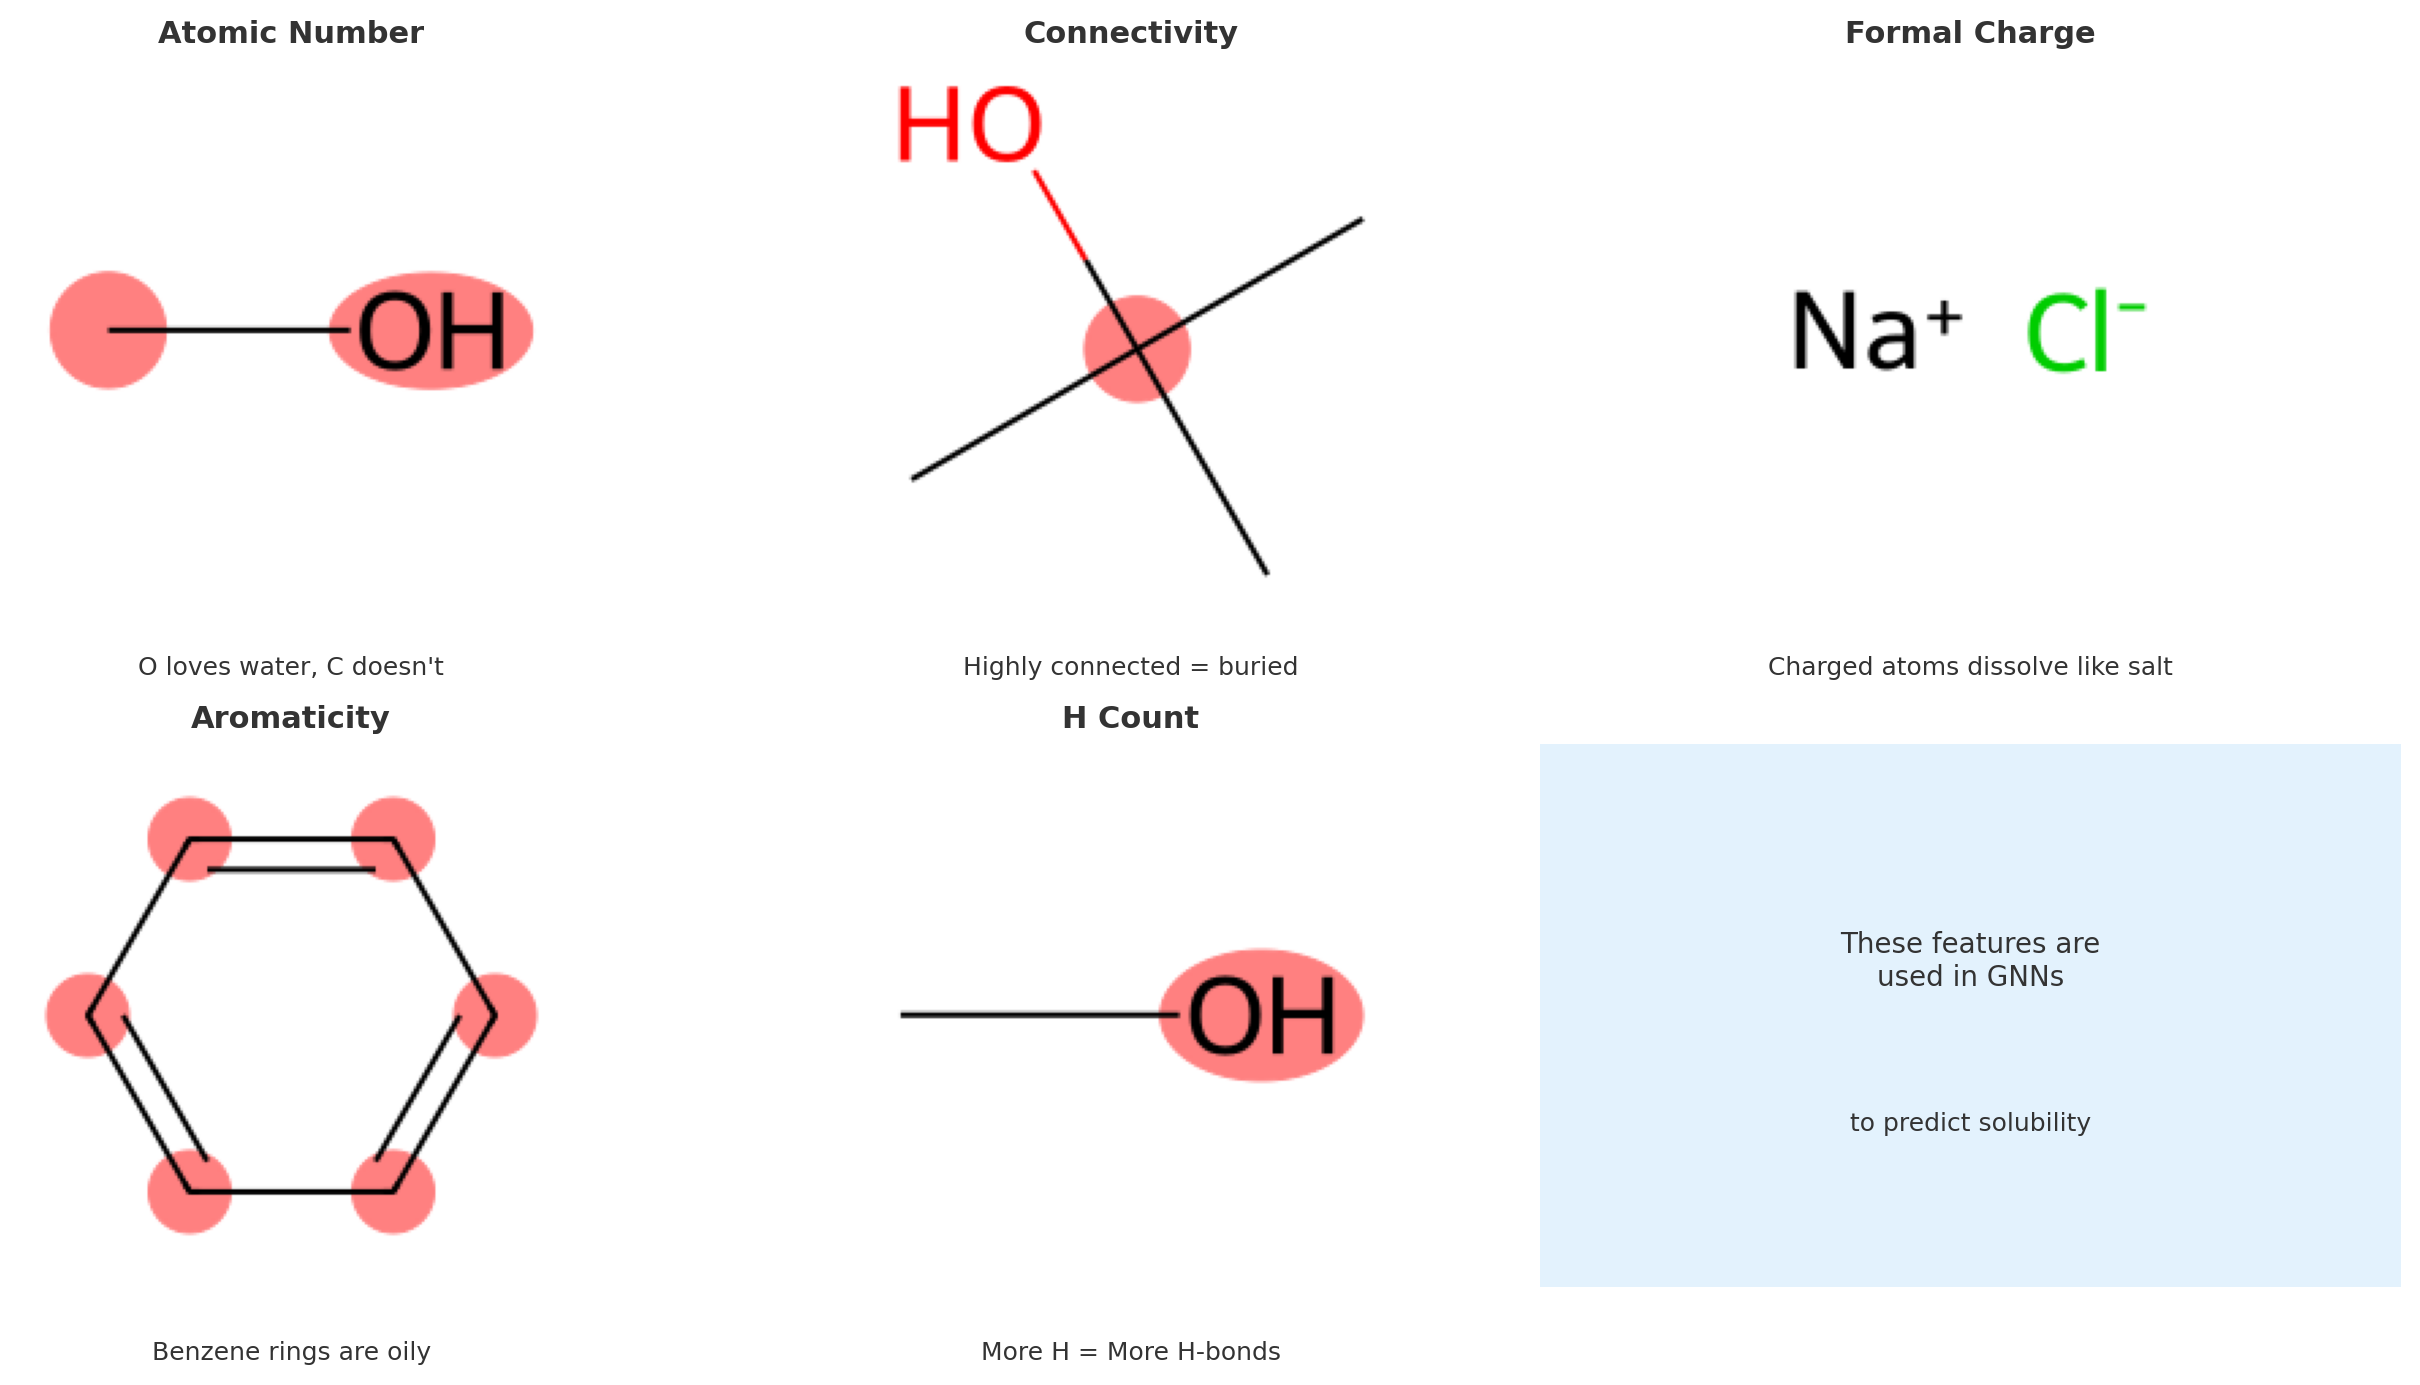 Atomic Number
OH
O loves water, C doesn't
Connectivity
HO
Highly connected = buried
Formal Charge
Na⁺ Cl⁻
Charged atoms dissolve like salt
Aromaticity
Benzene rings are oily
H Count
OH
More H = More H-bonds
These features are
used in GNNs
to predict solubility